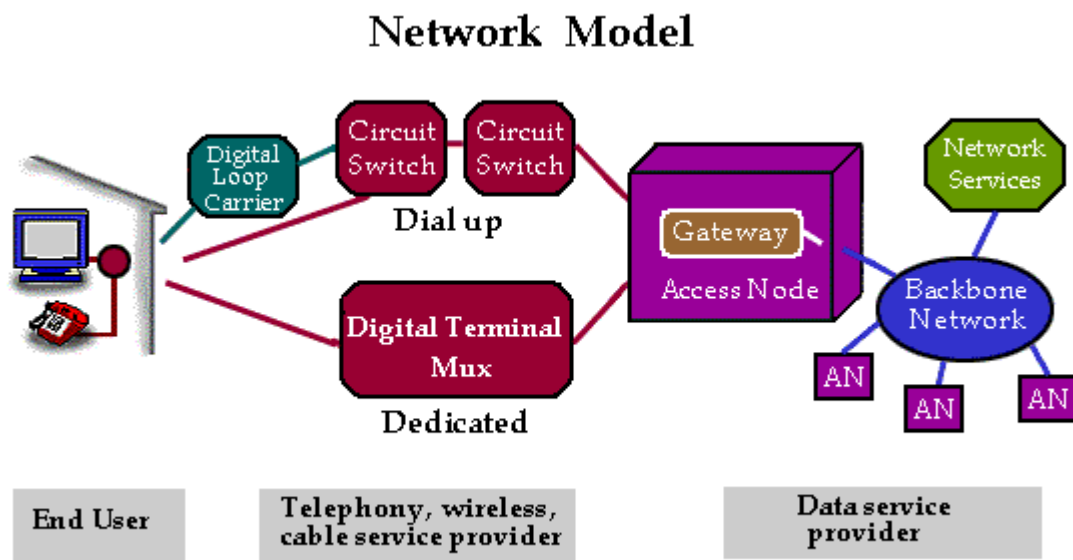 Network Model
Digital
Loop
Carrier
Circuit
Switch
Circuit
Switch
Dial up
Digital Terminal
Mux
Dedicated
Gateway
Access Node
Network
Services
Backbone
Network
AN
AN
AN
End User
Telephony, wireless,
cable service provider
Data service
provider